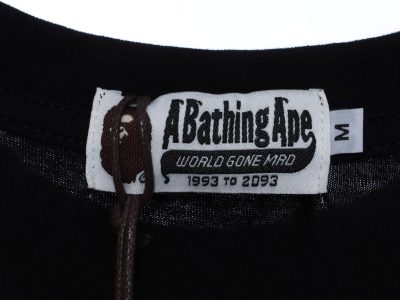 A Bathing Ape
WORLD GONE MAD
1993 TO 2093
M